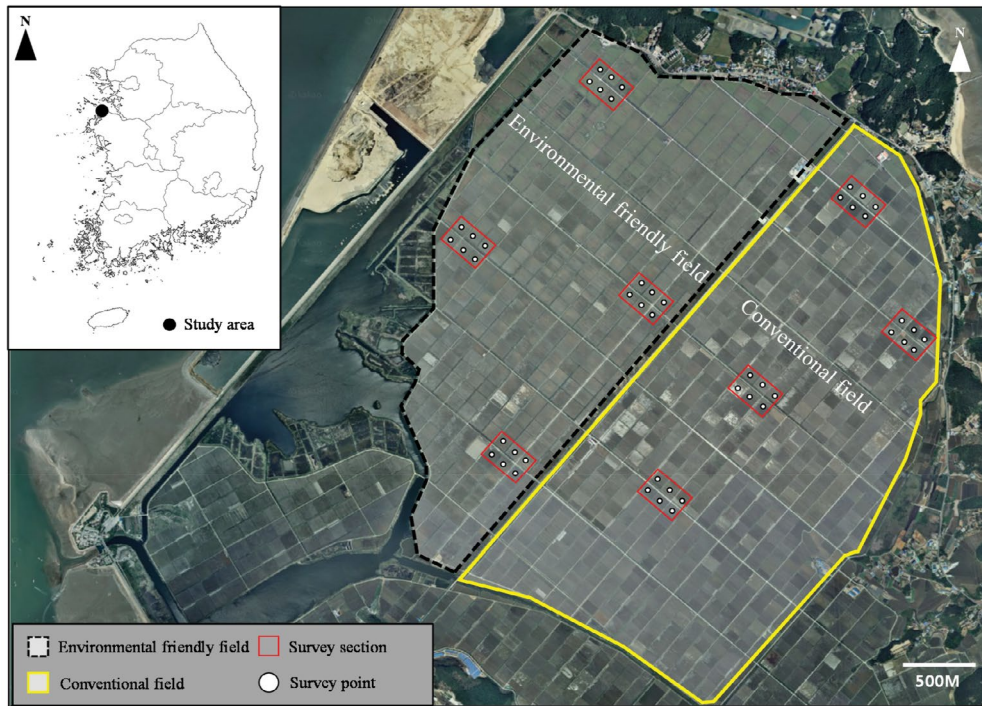 N
Study area
N
Environmental friendly field
Conventional field
Environmental friendly field
Survey section
Conventional field
Survey point
500M